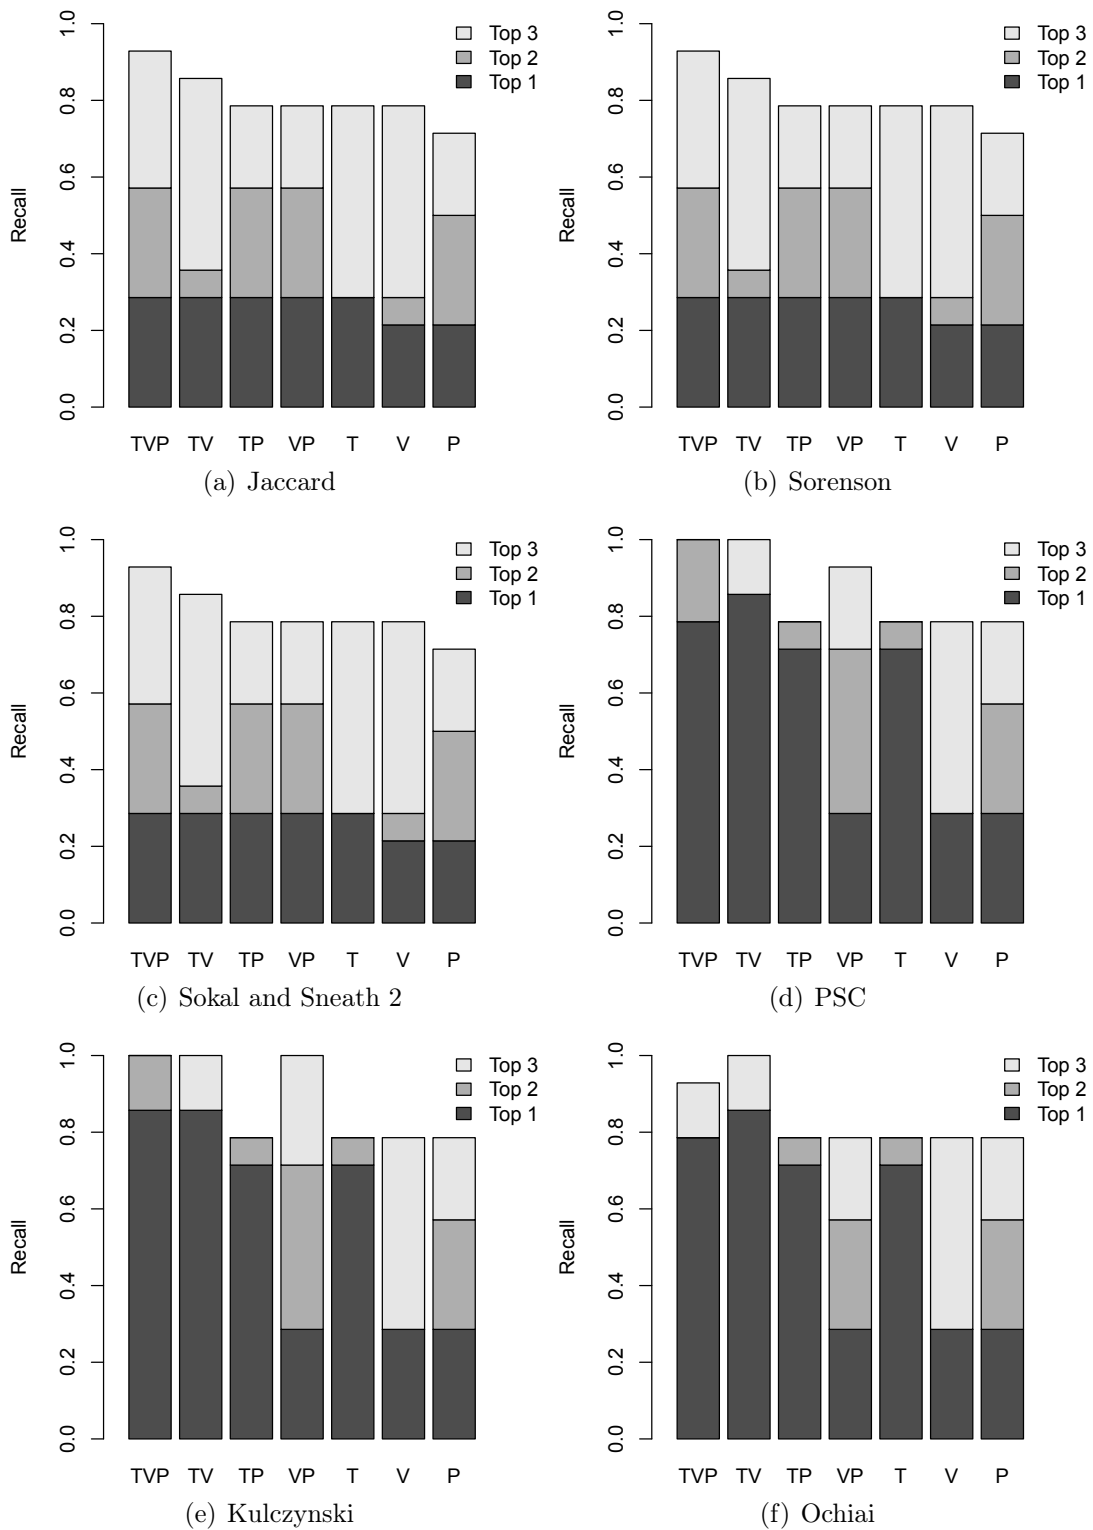 1.0
0.8
0.6
0.4
0.2
0.0
Recall
Top 3
Top 2
Top 1
TVP TV TP VP T V P
(a) Jaccard
1.0
0.8
0.6
0.4
0.2
0.0
Recall
Top 3
Top 2
Top 1
TVP TV TP VP T V P
(b) Sorenson
1.0
0.8
0.6
0.4
0.2
0.0
Recall
Top 3
Top 2
Top 1
TVP TV TP VP T V P
(c) Sokal and Sneath 2
1.0
0.8
0.6
0.4
0.2
0.0
Recall
Top 3
Top 2
Top 1
TVP TV TP VP T V P
(d) PSC
1.0
0.8
0.6
0.4
0.2
0.0
Recall
Top 3
Top 2
Top 1
TVP TV TP VP T V P
(e) Kulczynski
1.0
0.8
0.6
0.4
0.2
0.0
Recall
Top 3
Top 2
Top 1
TVP TV TP VP T V P
(f) Ochiai